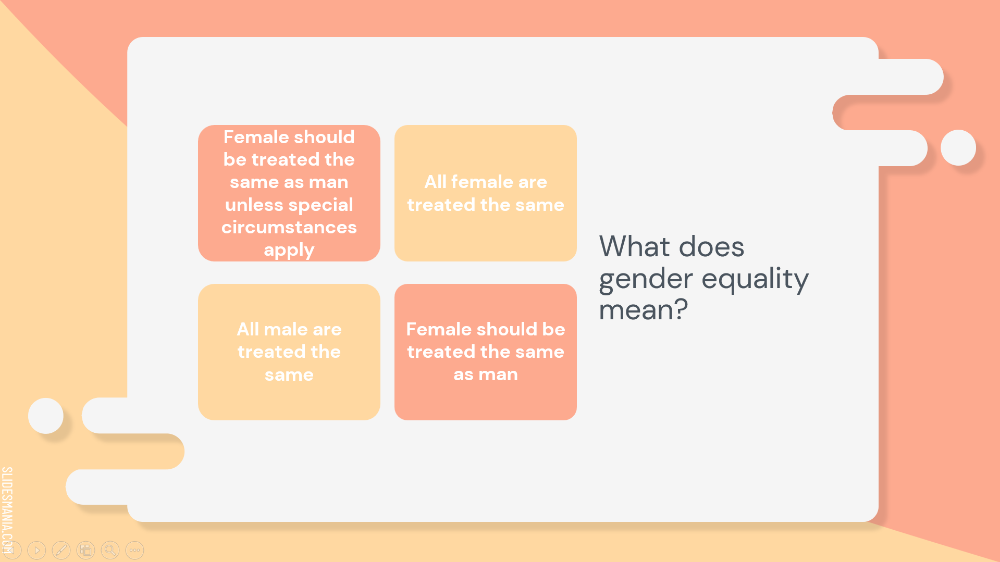 Female should
be treated the
same as man
unless special
circumstances
apply
All female are
treated the same
All male are
treated the
same
Female should be
treated the same
as man
What does
gender equality
mean?
SLIDESMANIA.COM